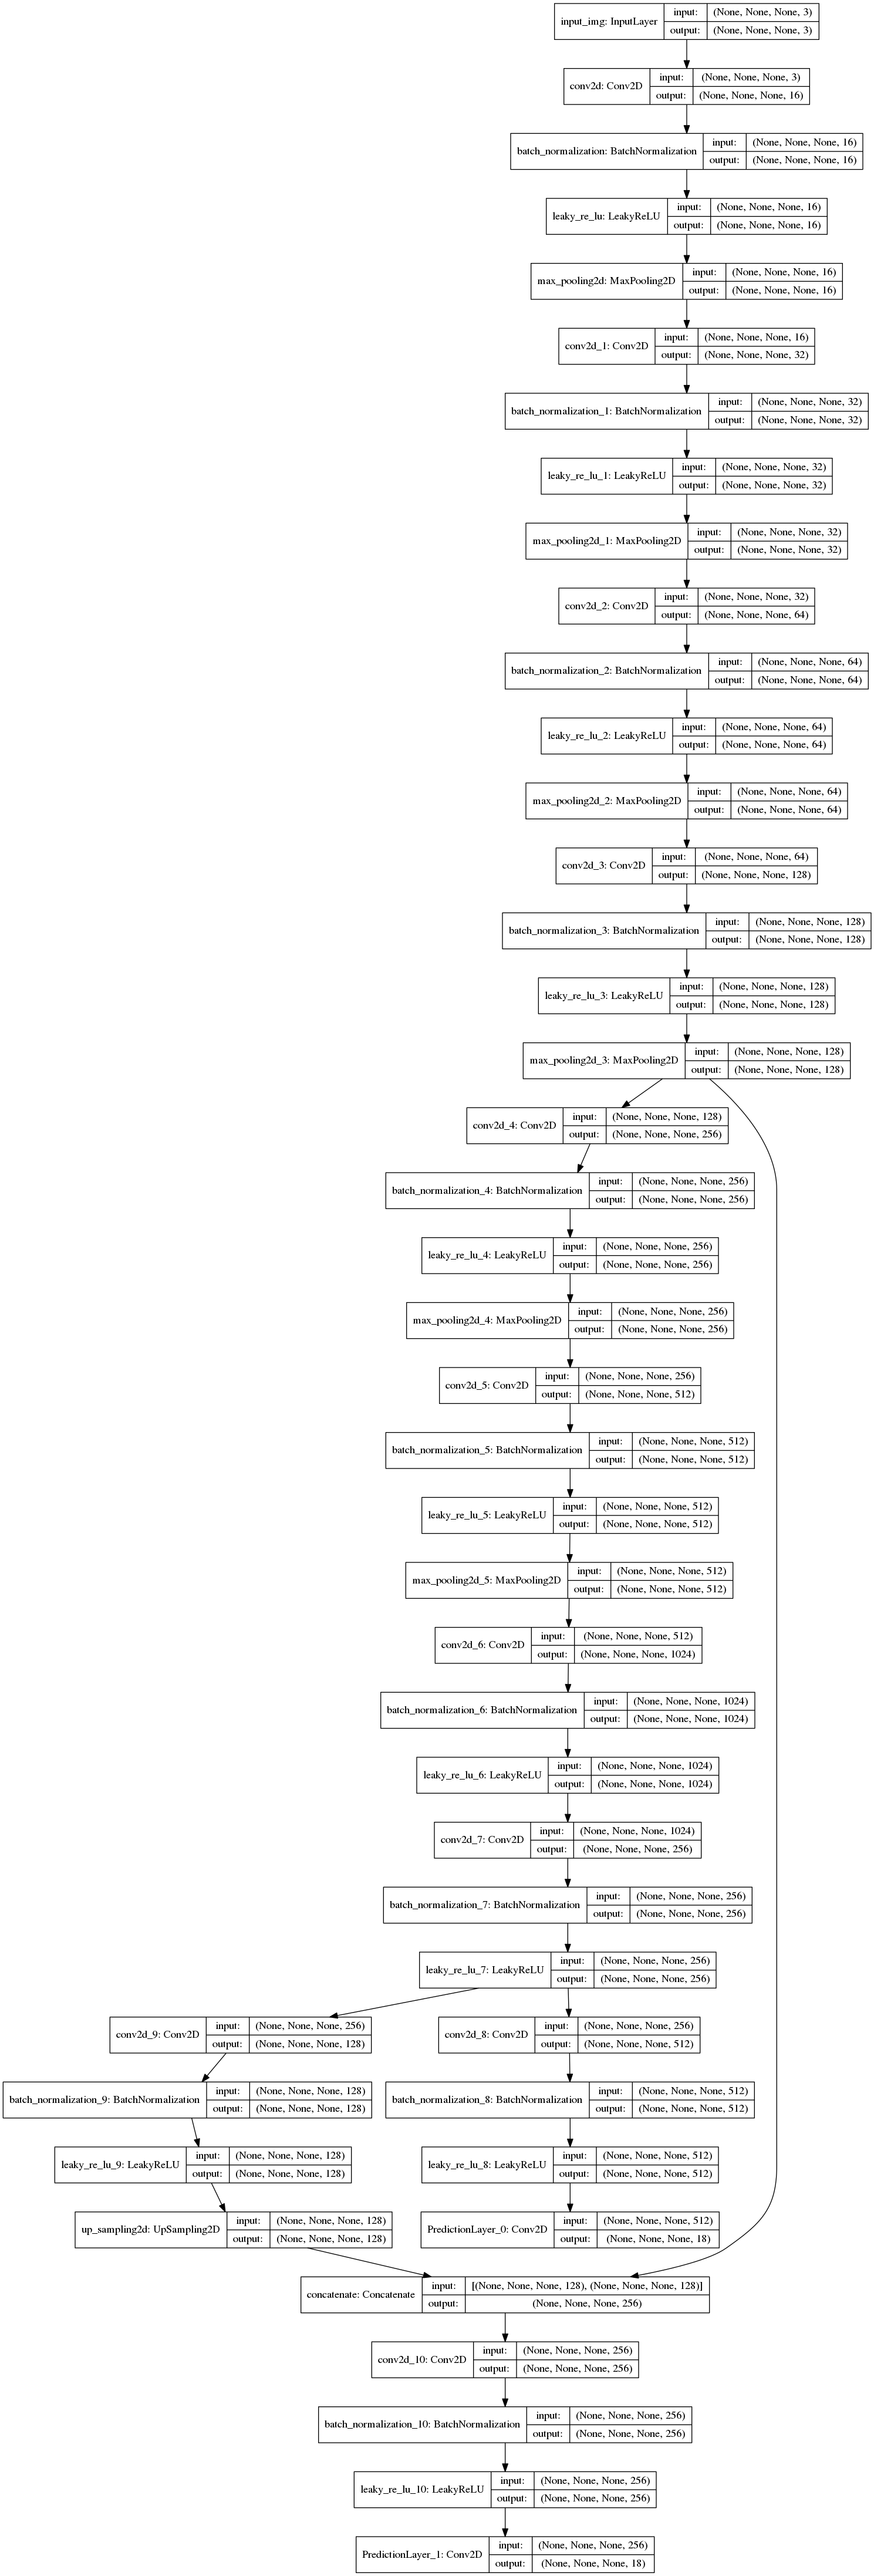 input_img: InputLayer
input: (None, None, None, 3)
output: (None, None, None, 3)
conv2d: Conv2D
input: (None, None, None, 3)
output: (None, None, None, 16)
batch_normalization: BatchNormalization
input: (None, None, None, 16)
output: (None, None, None, 16)
leaky_re_lu: LeakyReLU
input: (None, None, None, 16)
output: (None, None, None, 16)
max_pooling2d: MaxPooling2D
input: (None, None, None, 16)
output: (None, None, None, 16)
conv2d_1: Conv2D
input: (None, None, None, 16)
output: (None, None, None, 32)
batch_normalization_1: BatchNormalization
input: (None, None, None, 32)
output: (None, None, None, 32)
leaky_re_lu_1: LeakyReLU
input: (None, None, None, 32)
output: (None, None, None, 32)
max_pooling2d_1: MaxPooling2D
input: (None, None, None, 32)
output: (None, None, None, 32)
conv2d_2: Conv2D
input: (None, None, None, 32)
output: (None, None, None, 64)
batch_normalization_2: BatchNormalization
input: (None, None, None, 64)
output: (None, None, None, 64)
leaky_re_lu_2: LeakyReLU
input: (None, None, None, 64)
output: (None, None, None, 64)
max_pooling2d_2: MaxPooling2D
input: (None, None, None, 64)
output: (None, None, None, 64)
conv2d_3: Conv2D
input: (None, None, None, 64)
output: (None, None, None, 128)
batch_normalization_3: BatchNormalization
input: (None, None, None, 128)
output: (None, None, None, 128)
leaky_re_lu_3: LeakyReLU
input: (None, None, None, 128)
output: (None, None, None, 128)
max_pooling2d_3: MaxPooling2D
input: (None, None, None, 128)
output: (None, None, None, 128)
conv2d_4: Conv2D
input: (None, None, None, 128)
output: (None, None, None, 256)
batch_normalization_4: BatchNormalization
input: (None, None, None, 256)
output: (None, None, None, 256)
leaky_re_lu_4: LeakyReLU
input: (None, None, None, 256)
output: (None, None, None, 256)
max_pooling2d_4: MaxPooling2D
input: (None, None, None, 256)
output: (None, None, None, 256)
conv2d_5: Conv2D
input: (None, None, None, 256)
output: (None, None, None, 512)
batch_normalization_5: BatchNormalization
input: (None, None, None, 512)
output: (None, None, None, 512)
leaky_re_lu_5: LeakyReLU
input: (None, None, None, 512)
output: (None, None, None, 512)
max_pooling2d_5: MaxPooling2D
input: (None, None, None, 512)
output: (None, None, None, 512)
conv2d_6: Conv2D
input: (None, None, None, 512)
output: (None, None, None, 1024)
batch_normalization_6: BatchNormalization
input: (None, None, None, 1024)
output: (None, None, None, 1024)
leaky_re_lu_6: LeakyReLU
input: (None, None, None, 1024)
output: (None, None, None, 1024)
conv2d_7: Conv2D
input: (None, None, None, 1024)
output: (None, None, None, 256)
batch_normalization_7: BatchNormalization
input: (None, None, None, 256)
output: (None, None, None, 256)
leaky_re_lu_7: LeakyReLU
input: (None, None, None, 256)
output: (None, None, None, 256)
conv2d_9: Conv2D
input: (None, None, None, 256)
output: (None, None, None, 128)
conv2d_8: Conv2D
input: (None, None, None, 256)
output: (None, None, None, 512)
batch_normalization_9: BatchNormalization
input: (None, None, None, 128)
output: (None, None, None, 128)
batch_normalization_8: BatchNormalization
input: (None, None, None, 512)
output: (None, None, None, 512)
leaky_re_lu_9: LeakyReLU
input: (None, None, None, 128)
output: (None, None, None, 128)
leaky_re_lu_8: LeakyReLU
input: (None, None, None, 512)
output: (None, None, None, 512)
up_sampling2d: UpSampling2D
input: (None, None, None, 128)
output: (None, None, None, 128)
PredictionLayer_0: Conv2D
input: (None, None, None, 512)
output: (None, None, None, 18)
concatenate: Concatenate
input: [(None, None, None, 128), (None, None, None, 128)]
output: (None, None, None, 256)
conv2d_10: Conv2D
input: (None, None, None, 256)
output: (None, None, None, 256)
batch_normalization_10: BatchNormalization
input: (None, None, None, 256)
output: (None, None, None, 256)
leaky_re_lu_10: LeakyReLU
input: (None, None, None, 256)
output: (None, None, None, 256)
PredictionLayer_1: Conv2D
input: (None, None, None, 256)
output: (None, None, None, 18)